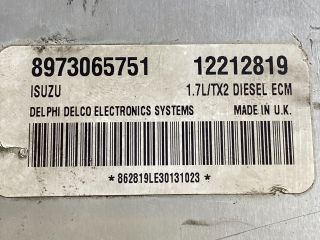 8973065751 12212819
ISUZU 1.7L/TX2 DIESEL ECM
DELPHI DELCO ELECTRONICS SYSTEMS MADE IN U.K.
* 862819LE30131023 *